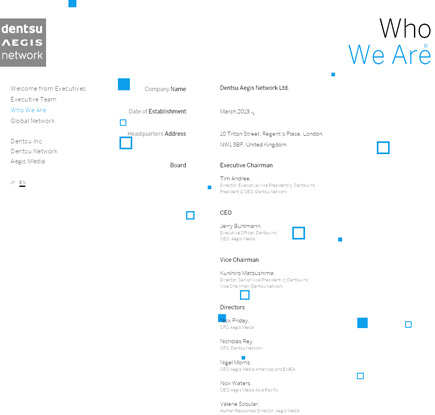 dentsu
AEGIS
network
Who
We Are
Welcome from Executives
Executive Team
Who We Are
Global Network
Dentsu Inc.
Dentsu Network
Aegis Media
JP EN
Company Name
Dentsu Aegis Network Ltd.
Date of Establishment
March 2013
Headquarters Address
10 Triton Street, Regent's Place, London
NW1 3BF, United Kingdom
Board
Executive Chairman
Tim Andree,
Director, Executive Vice President, Dentsu Inc.
President & CEO, Dentsu Network
CEO
Jerry Buhlmann,
Executive Officer, Dentsu Inc.
CEO, Aegis Media
Vice Chairman
Kunihiro Matsushima,
Director, Senior Vice President, Dentsu Inc.
Vice Chairman, Dentsu Network
Directors
Nick Priday,
CFO, Aegis Media
Nicholas Rey,
CFO, Dentsu Network
Nigel Morris,
CEO, Aegis Media Americas and EMEA
Nick Waters,
CEO, Aegis Media Asia Pacific
Valérie Scoular,
Human Resources Director, Aegis Media